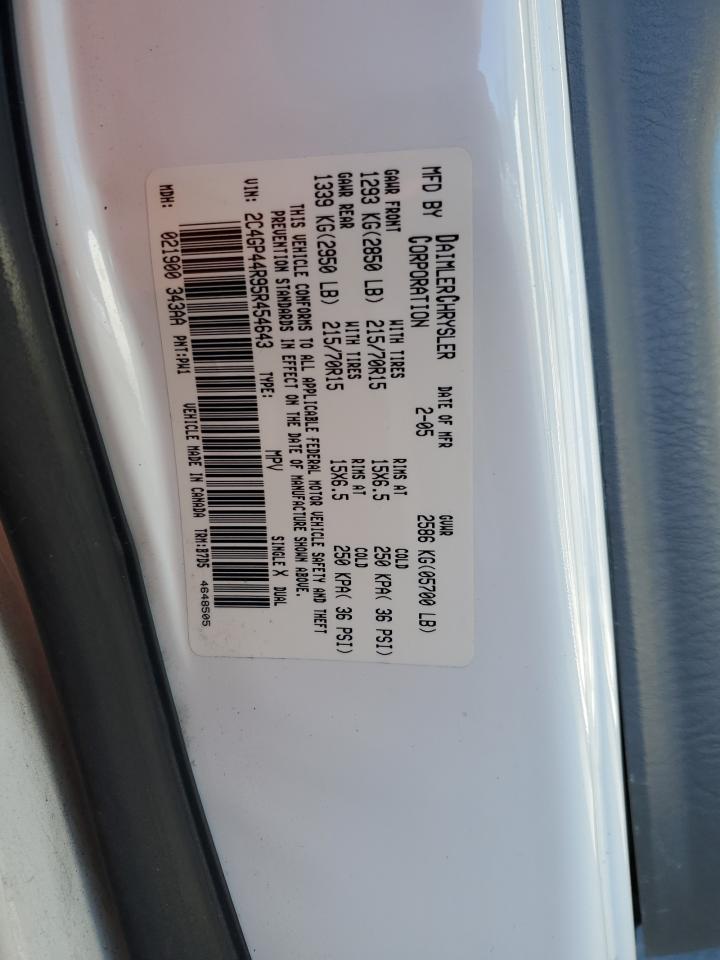 MFD BY DAIMLERCHRYSLER CORPORATION
DATE OF MFR 2-05
GVWR 2586 KG(05700 LB)
GAWR FRONT WITH TIRES RIMS AT COLD
1293 KG(2850 LB) 215/70R15 15X6.5 250 KPA( 36 PSI)
GAWR REAR WITH TIRES RIMS AT COLD
1339 KG(2950 LB) 215/70R15 15X6.5 250 KPA( 36 PSI)
THIS VEHICLE CONFORMS TO ALL APPLICABLE FEDERAL MOTOR VEHICLE SAFETY AND THEFT
PREVENTION STANDARDS IN EFFECT ON THE DATE OF MANUFACTURE SHOWN ABOVE.
VIN: 2C4GP44R95R454643 TYPE: MPV SINGLE X DUAL
MDH: 021900 343AA PNT:PW1 VEHICLE MADE IN CANADA TRM:B7D5 4648505